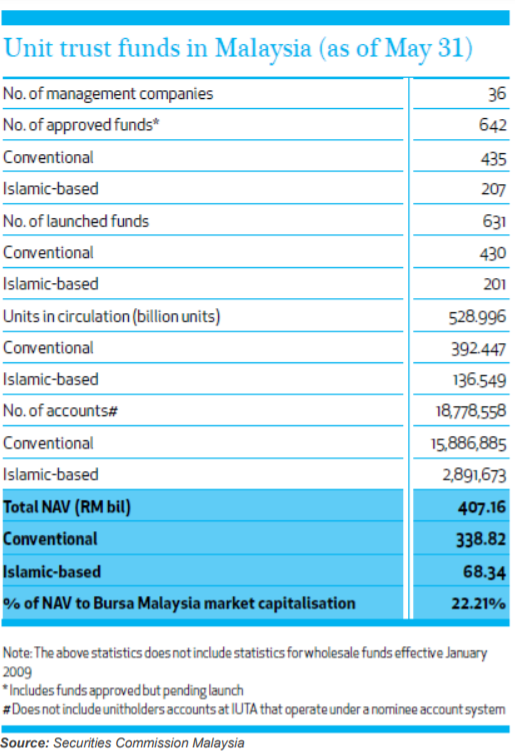 Unit trust funds in Malaysia (as of May 31)
No. of management companies 36
No. of approved funds* 642
Conventional 435
Islamic-based 207
No. of launched funds 631
Conventional 430
Islamic-based 201
Units in circulation (billion units) 528.996
Conventional 392.447
Islamic-based 136.549
No. of accounts# 18,778,558
Conventional 15,886,885
Islamic-based 2,891,673
Total NAV (RM bil) 407.16
Conventional 338.82
Islamic-based 68.34
% of NAV to Bursa Malaysia market capitalisation 22.21%
Note: The above statistics does not include statistics for wholesale funds effective January
2009
* Includes funds approved but pending launch
# Does not include unitholders accounts at IUTA that operate under a nominee account system
Source: Securities Commission Malaysia